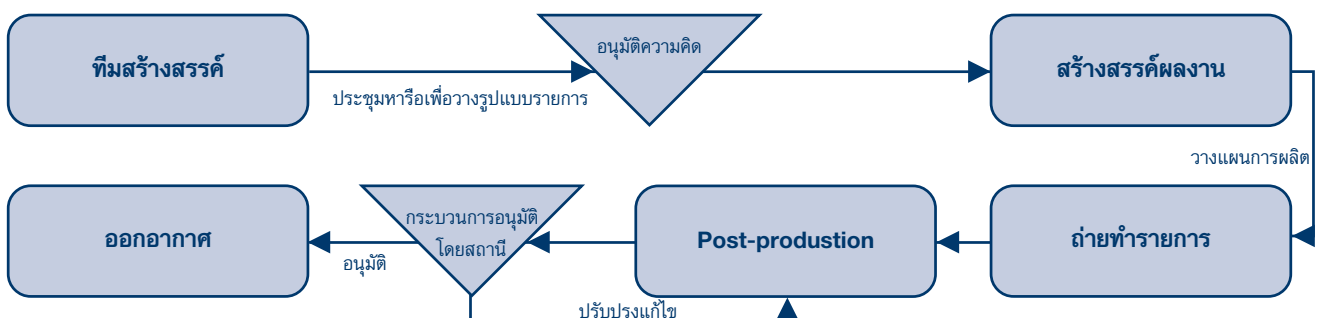 ทีมสร้างสรรค์
ประชุมหารือเพื่อวางรูปแบบรายการ
อนุมัติความคิด
สร้างสรรค์ผลงาน
วางแผนการผลิต
ถ่ายทำรายการ
Post-produstion
กระบวนการอนุมัติ
โดยสถานี
อนุมัติ
ออกอากาศ
ปรับปรุงแก้ไข